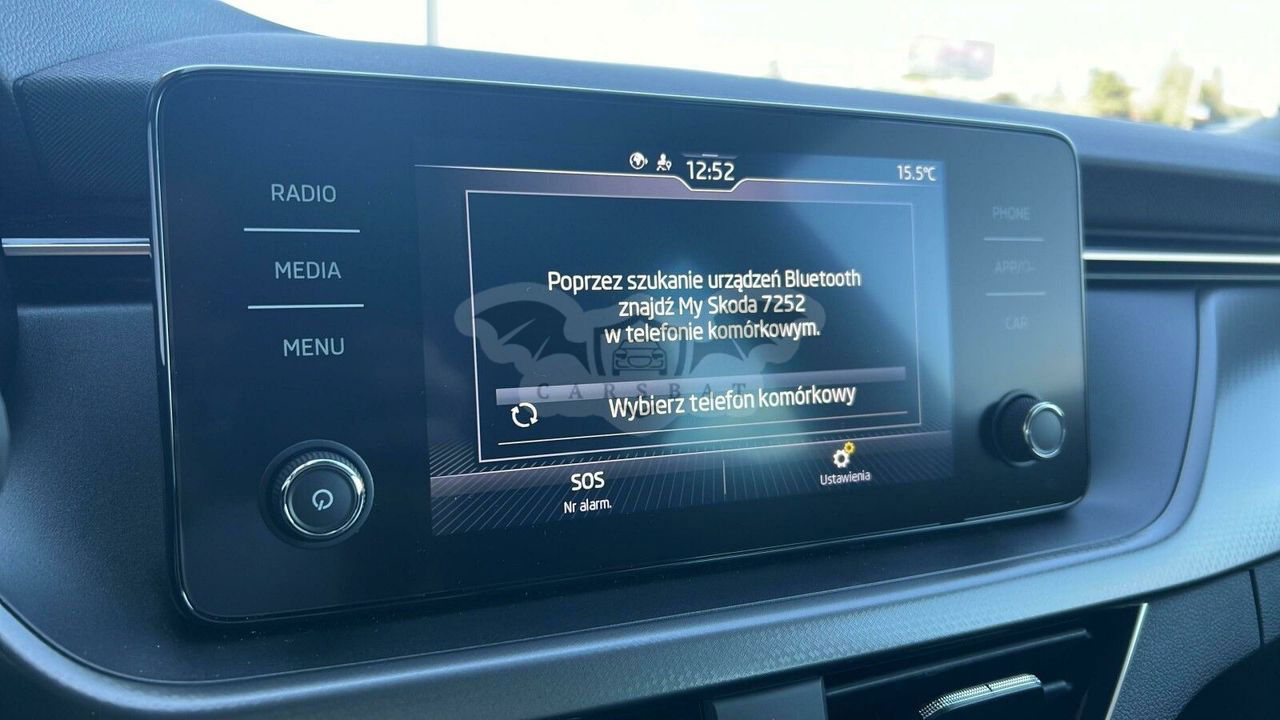 RADIO
MEDIA
MENU
12:52
15.5°C
Poprzez szukanie urządzeń Bluetooth
znajdź My Skoda 7252
w telefonie komórkowym.
CARSBAT
Wybierz telefon komórkowy
SOS
Nr alarm.
Ustawienia
PHONE
CAR